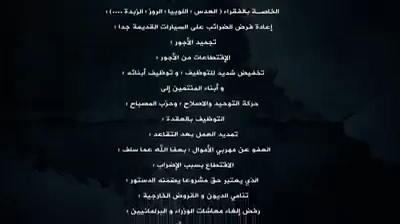 الخاصة بالفقراء ( العدس ؛ اللوبيا ؛ الروز ؛ الزبدة .... ) ؛
إعادة فرض الضرائب على السيارات القديمة جدا ؛
تجميد الأجور ؛
الإقتطاعات من الأجور ؛
تخفيض شديد للتوظيف ؛ و توظيف أبنائه ؛
و أبناء المنتمين إلى
حركة التوحيد والاصلاح ؛ وحزب المصباح ؛
التوظيف بالعقدة ؛
تمديد العمل بعد التقاعد ؛
العفو عن مهربي الأموال ؛ بعفا الله عما سلف ؛
الاقتطاع بسبب الإضراب ؛
الذي يعتبر حق مشروعا يضمنه الدستور ؛
تنامي الديون و القروض الخارجية ؛
رفض إلغاء معاشات الوزراء و البرلمانيين ؛